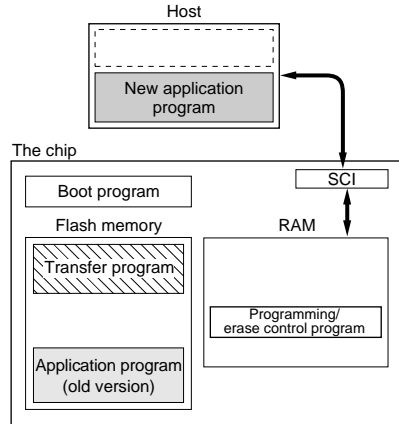 Host
New application
program
The chip
SCI
Boot program
Flash memory
RAM
Transfer program
Programming/
erase control program
Application program
(old version)